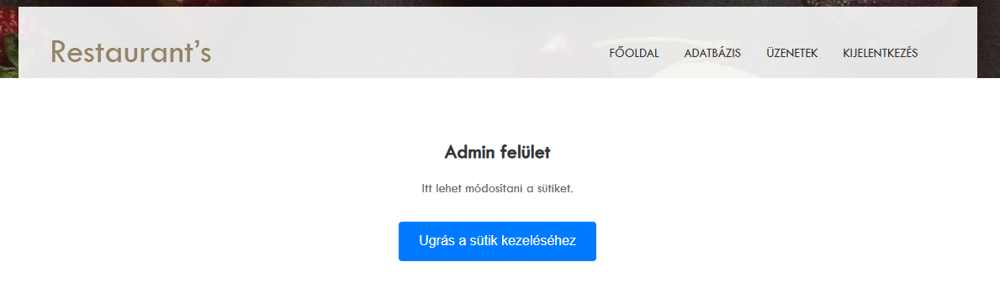 Restaurant’s
FŐOLDAL ADATBÁZIS ÜZENETEK KIJELENTKEZÉS
Admin felület
Itt lehet módosítani a sütiket.
Ugrás a sütik kezeléséhez